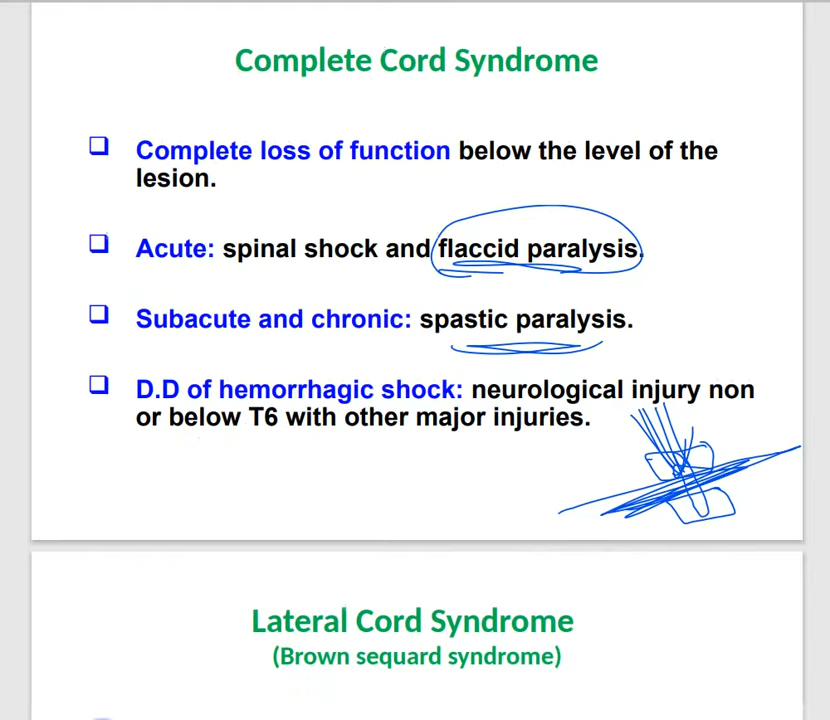 Complete Cord Syndrome
Complete loss of function below the level of the
lesion.
Acute: spinal shock and flaccid paralysis.
Subacute and chronic: spastic paralysis.
D.D of hemorrhagic shock: neurological injury non
or below T6 with other major injuries.
Lateral Cord Syndrome
(Brown sequard syndrome)